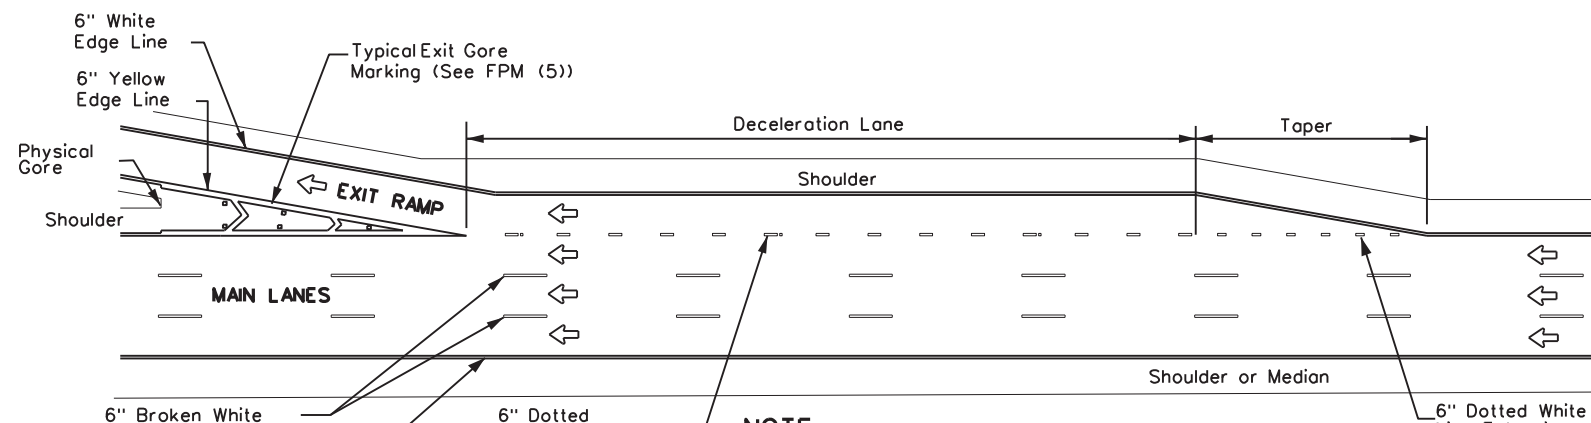 6" White
Edge Line
6" Yellow
Edge Line
Typical Exit Gore
Marking (See FPM (5))
Deceleration Lane
Taper
Physical
Gore
EXIT RAMP
Shoulder
Shoulder
MAIN LANES
Shoulder or Median
6" Broken White
6" Dotted
NOTE
6" Dotted White